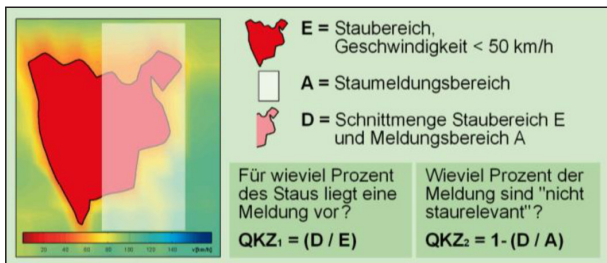 E = Staubereich,
Geschwindigkeit < 50 km/h
A = Staumeldungsbereich
D = Schnittmenge Staubereich E
und Meldungsbereich A
20 40 60 80 100 120 140 v[km/h]
Für wieviel Prozent
des Staus liegt eine
Meldung vor?
QKZ₁ = (D / E)
Wieviel Prozent der
Meldung sind "nicht
staurelevant"?
QKZ₂ = 1- (D / A)